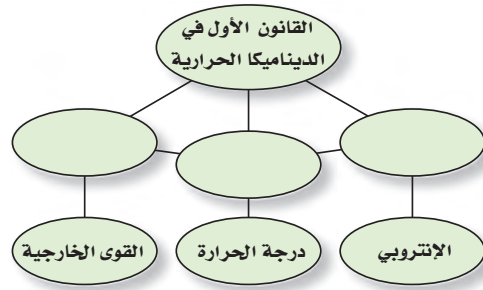 القانون الأول في
الديناميكا الحرارية
الإنتروبي
درجة الحرارة
القوى الخارجية